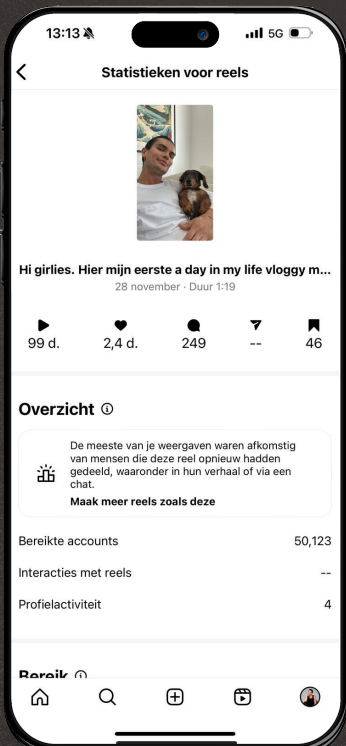 13:13
5G
Statistieken voor reels
Hi girlies. Hier mijn eerste a day in my life vloggy m...
28 november · Duur 1:19
99 d. 2,4 d. 249 -- 46
Overzicht
De meeste van je weergaven waren afkomstig
van mensen die deze reel opnieuw hadden
gedeeld, waaronder in hun verhaal of via een
chat.
Maak meer reels zoals deze
Bereikte accounts 50,123
Interacties met reels --
Profielactiviteit 4
Bereik